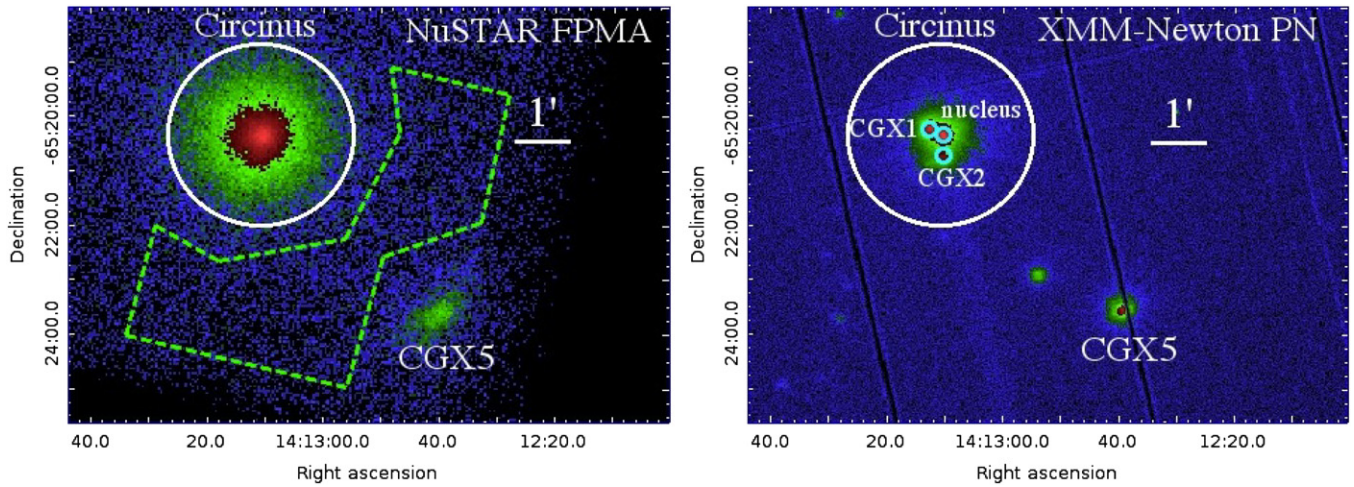 Circinus
NuSTAR FPMA
1'
CGX5
Declination
-65:20:00.0
22:00.0
24:00.0
40.0
20.0
14:13:00.0
40.0
12:20.0
Right ascension
Circinus
XMM-Newton PN
nucleus
CGX1
CGX2
1'
CGX5
Declination
-65:20:00.0
22:00.0
24:00.0
40.0
20.0
14:13:00.0
40.0
12:20.0
Right ascension